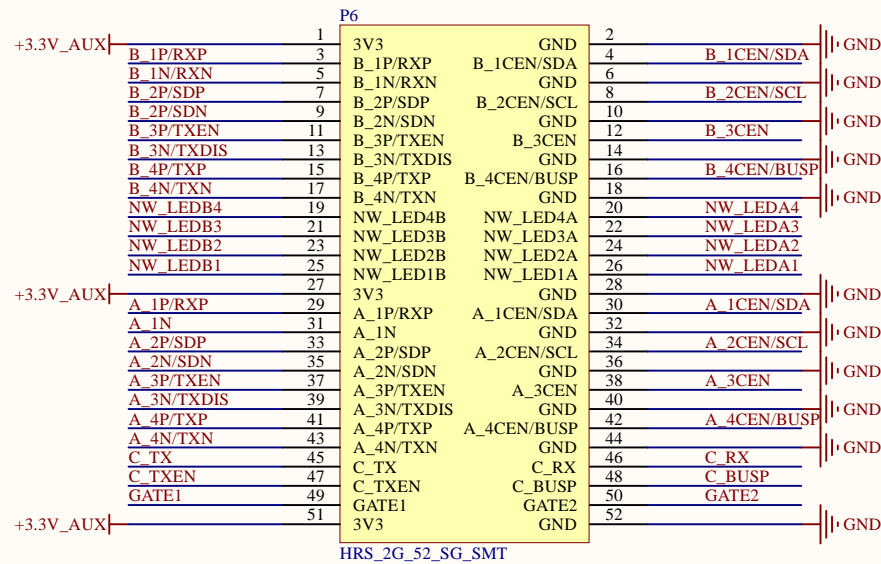 P6
+3.3V_AUX 1 3V3 GND 2 GND
B_1P/RXP 3 B_1P/RXP B_1CEN/SDA 4 B_1CEN/SDA
B_1N/RXN 5 B_1N/RXN GND 6 GND
B_2P/SDP 7 B_2P/SDP B_2CEN/SCL 8 B_2CEN/SCL
B_2P/SDN 9 B_2N/SDN GND 10 GND
B_3P/TXEN 11 B_3P/TXEN B_3CEN 12 B_3CEN
B_3N/TXDIS 13 B_3N/TXDIS GND 14 GND
B_4P/TXP 15 B_4P/TXP B_4CEN/BUSP 16 B_4CEN/BUSP
B_4N/TXN 17 B_4N/TXN GND 18 GND
NW_LEDB4 19 NW_LED4B NW_LED4A 20 NW_LEDA4
NW_LEDB3 21 NW_LED3B NW_LED3A 22 NW_LEDA3
NW_LEDB2 23 NW_LED2B NW_LED2A 24 NW_LEDA2
NW_LEDB1 25 NW_LED1B NW_LED1A 26 NW_LEDA1
+3.3V_AUX 27 3V3 GND 28 GND
A_1P/RXP 29 A_1P/RXP A_1CEN/SDA 30 A_1CEN/SDA
A_1N 31 A_1N GND 32 GND
A_2P/SDP 33 A_2P/SDP A_2CEN/SCL 34 A_2CEN/SCL
A_2N/SDN 35 A_2N/SDN GND 36 GND
A_3P/TXEN 37 A_3P/TXEN A_3CEN 38 A_3CEN
A_3N/TXDIS 39 A_3N/TXDIS GND 40 GND
A_4P/TXP 41 A_4P/TXP A_4CEN/BUSP 42 A_4CEN/BUSP
A_4N/TXN 43 A_4N/TXN GND 44 GND
C_TX 45 C_TX C_RX 46 C_RX
C_TXEN 47 C_TXEN C_BUSP 48 C_BUSP
GATE1 49 GATE1 GATE2 50 GATE2
+3.3V_AUX 51 3V3 GND 52 GND
HRS_2G_52_SG_SMT